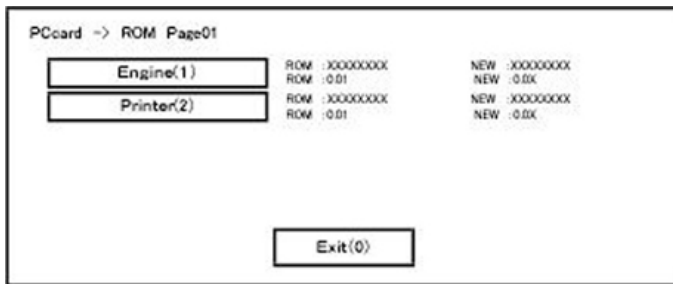 PCcard -> ROM Page01
Engine(1) ROM :XXXXXXXX NEW :XXXXXXXX
ROM :0.01 NEW :0.0X
Printer(2) ROM :XXXXXXXX NEW :XXXXXXXX
ROM :0.01 NEW :0.0X
Exit(0)